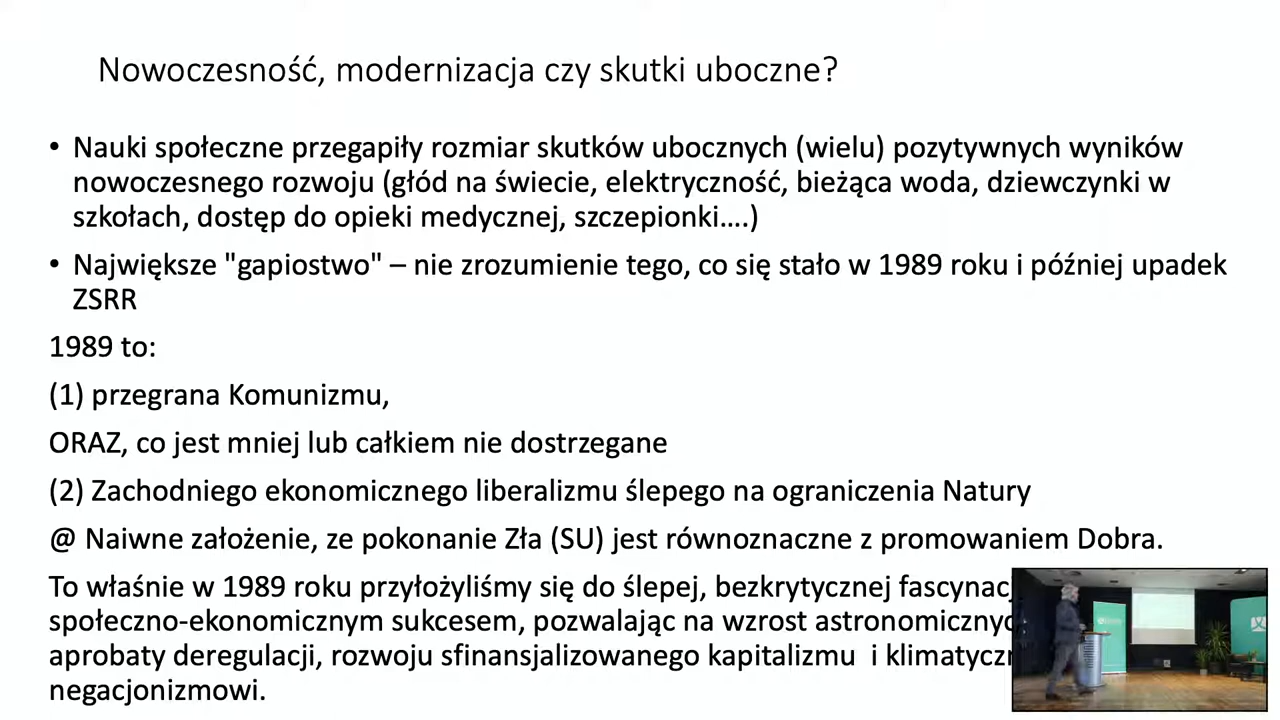 Nowoczesność, modernizacja czy skutki uboczne?
• Nauki społeczne przegapiły rozmiar skutków ubocznych (wielu) pozytywnych wyników
nowoczesnego rozwoju (głód na świecie, elektryczność, bieżąca woda, dziewczynki w
szkołach, dostęp do opieki medycznej, szczepionki....)
• Największe "gapiostwo" – nie zrozumienie tego, co się stało w 1989 roku i później upadek
ZSRR
1989 to:
(1) przegrana Komunizmu,
ORAZ, co jest mniej lub całkiem nie dostrzegane
(2) Zachodniego ekonomicznego liberalizmu ślepego na ograniczenia Natury
@ Naiwne założenie, ze pokonanie Zła (SU) jest równoznaczne z promowaniem Dobra.
To właśnie w 1989 roku przyłożyliśmy się do ślepej, bezkrytycznej
społeczno-ekonomicznym sukcesem, pozwalając na wzrost
aprobaty deregulacji, rozwoju sfinansjalizowanego kapitalizmu i
negacjonizmowi.